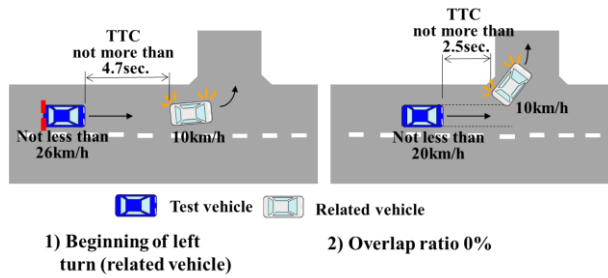 TTC
not more than
4.7sec.
Not less than
26km/h
10km/h
TTC
not more than
2.5sec.
10km/h
Not less than
20km/h
Test vehicle
Related vehicle
1) Beginning of left
turn (related vehicle)
2) Overlap ratio 0%